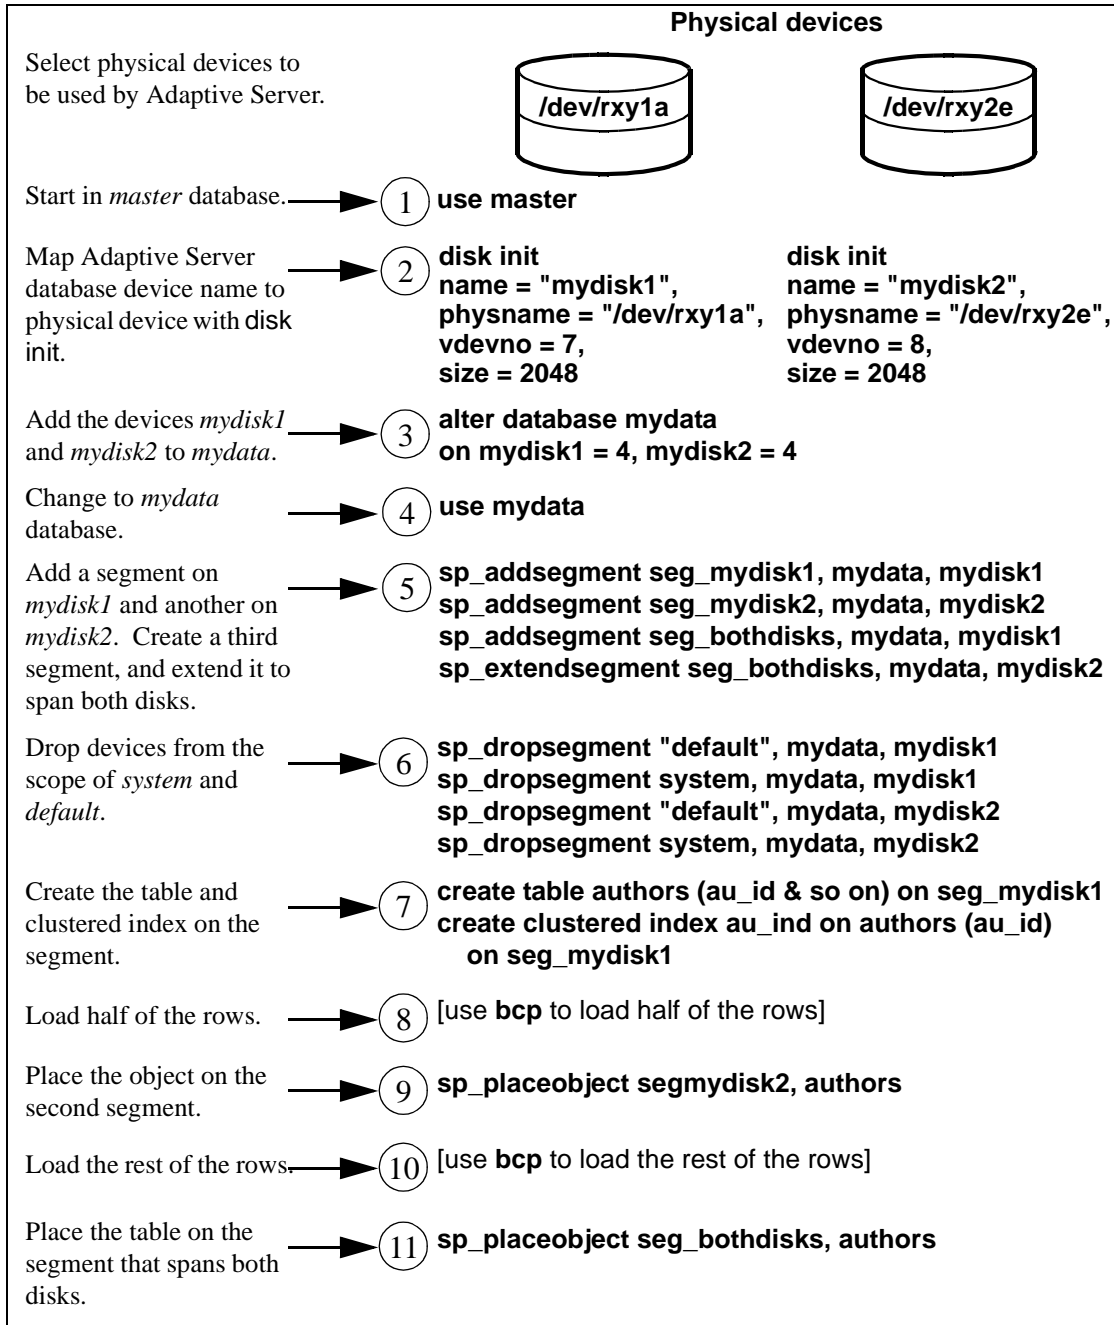 Physical devices
Select physical devices to
be used by Adaptive Server.
/dev/rxy1a
/dev/rxy2e
Start in master database.
1
use master
Map Adaptive Server
database device name to
physical device with disk
init.
2
disk init
name = "mydisk1",
physname = "/dev/rxy1a",
vdevno = 7,
size = 2048
disk init
name = "mydisk2",
physname = "/dev/rxy2e",
vdevno = 8,
size = 2048
Add the devices mydisk1
and mydisk2 to mydata.
3
alter database mydata
on mydisk1 = 4, mydisk2 = 4
Change to mydata
database.
4
use mydata
Add a segment on
mydisk1 and another on
mydisk2.  Create a third
segment, and extend it to
span both disks.
5
sp_addsegment seg_mydisk1, mydata, mydisk1
sp_addsegment seg_mydisk2, mydata, mydisk2
sp_addsegment seg_bothdisks, mydata, mydisk1
sp_extendsegment seg_bothdisks, mydata, mydisk2
Drop devices from the
scope of system and
default.
6
sp_dropsegment "default", mydata, mydisk1
sp_dropsegment system, mydata, mydisk1
sp_dropsegment "default", mydata, mydisk2
sp_dropsegment system, mydata, mydisk2
Create the table and
clustered index on the
segment.
7
create table authors (au_id & so on) on seg_mydisk1
create clustered index au_ind on authors (au_id)
on seg_mydisk1
Load half of the rows.
8
[use bcp to load half of the rows]
Place the object on the
second segment.
9
sp_placeobject segmydisk2, authors
Load the rest of the rows.
10
[use bcp to load the rest of the rows]
Place the table on the
segment that spans both
disks.
11
sp_placeobject seg_bothdisks, authors